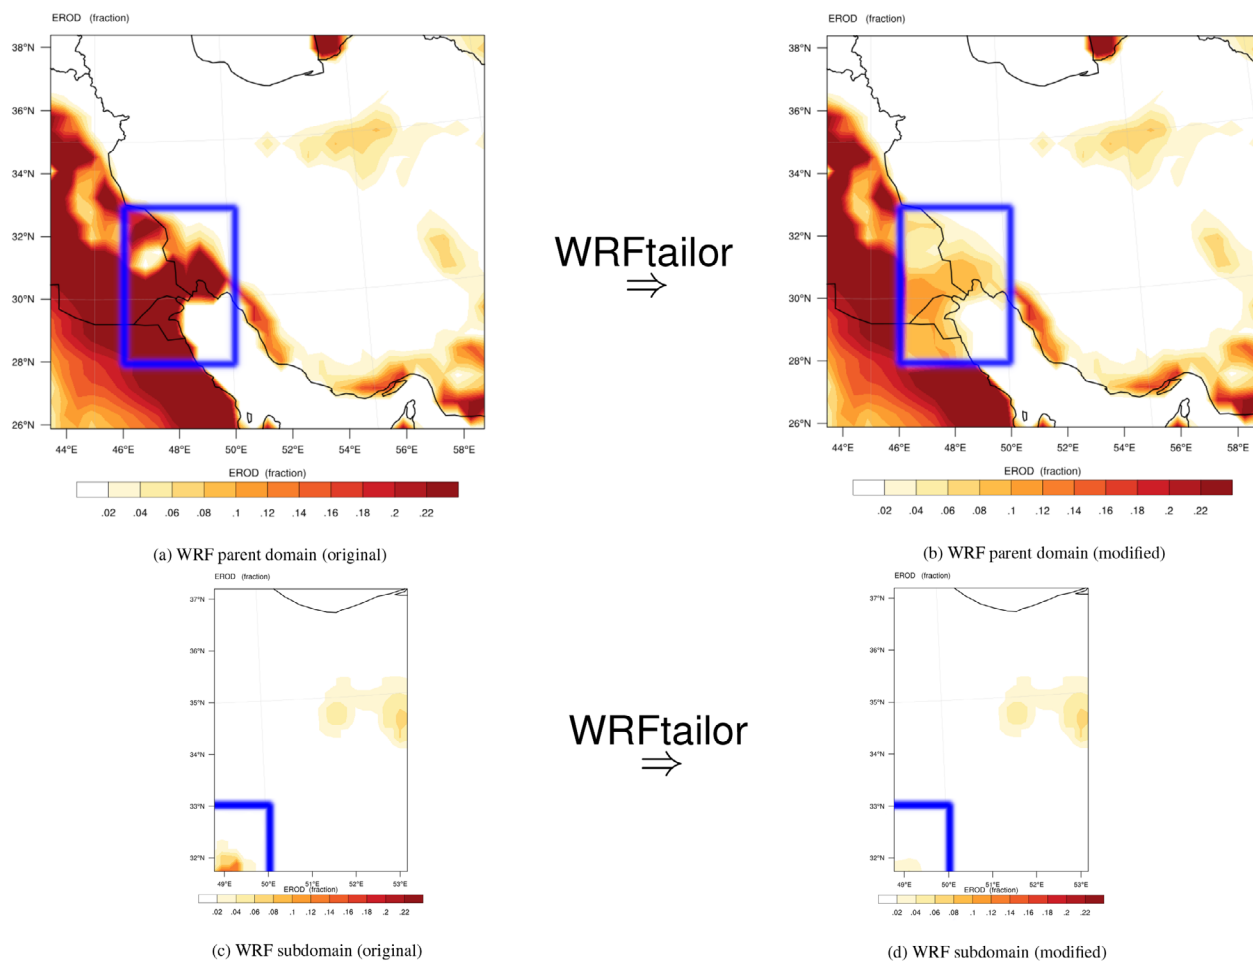 EROD (fraction)
38°N
36°N
34°N
32°N
30°N
28°N
26°N
44°E 46°E 48°E 50°E 52°E 54°E 56°E 58°E
EROD (fraction)
.02 .04 .06 .08 .1 .12 .14 .16 .18 .2 .22
(a) WRF parent domain (original)
WRFtailor
⇒
EROD (fraction)
38°N
36°N
34°N
32°N
30°N
28°N
26°N
44°E 46°E 48°E 50°E 52°E 54°E 56°E 58°E
EROD (fraction)
.02 .04 .06 .08 .1 .12 .14 .16 .18 .2 .22
(b) WRF parent domain (modified)
EROD (fraction)
37°N
36°N
35°N
34°N
33°N
32°N
49°E 50°E 51°E 52°E 53°E
EROD (fraction)
.02 .04 .06 .08 .1 .12 .14 .16 .18 .2 .22
(c) WRF subdomain (original)
WRFtailor
⇒
EROD (fraction)
37°N
36°N
35°N
34°N
33°N
32°N
49°E 50°E 51°E 52°E 53°E
EROD (fraction)
.02 .04 .06 .08 .1 .12 .14 .16 .18 .2 .22
(d) WRF subdomain (modified)